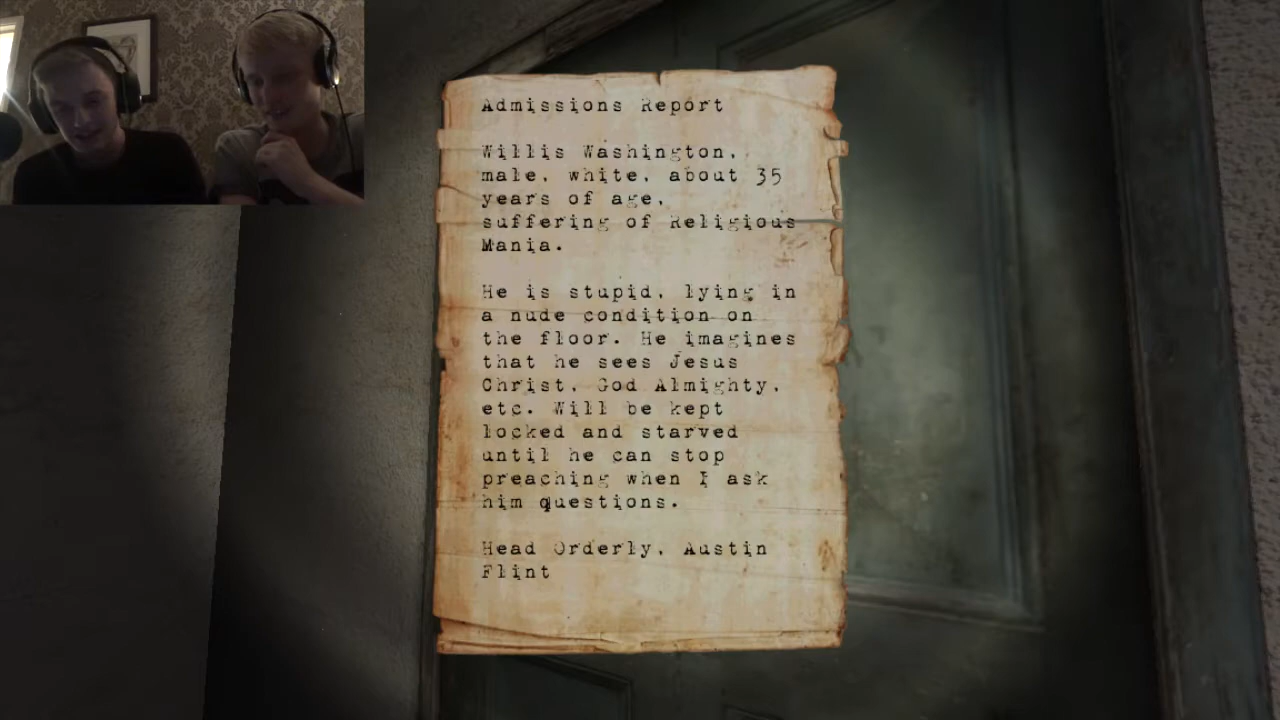 Admissions Report
Willis Washington,
male, white, about 35
years of age,
suffering of Religious
Mania.
He is stupid, lying in
a nude condition on
the floor. He imagines
that he sees Jesus
Christ, God Almighty,
etc. Will be kept
locked and starved
until he can stop
preaching when I ask
him questions.
Head Orderly, Austin
Flint